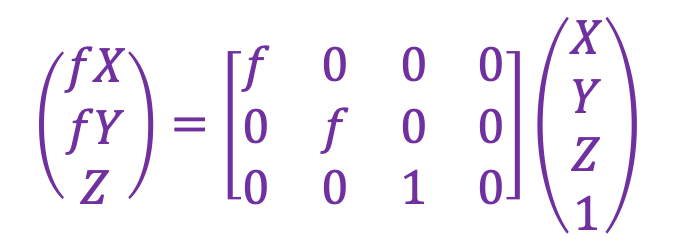 (fX fY Z) = [f 0 0 0
0 f 0 0
0 0 1 0] (X Y Z 1)